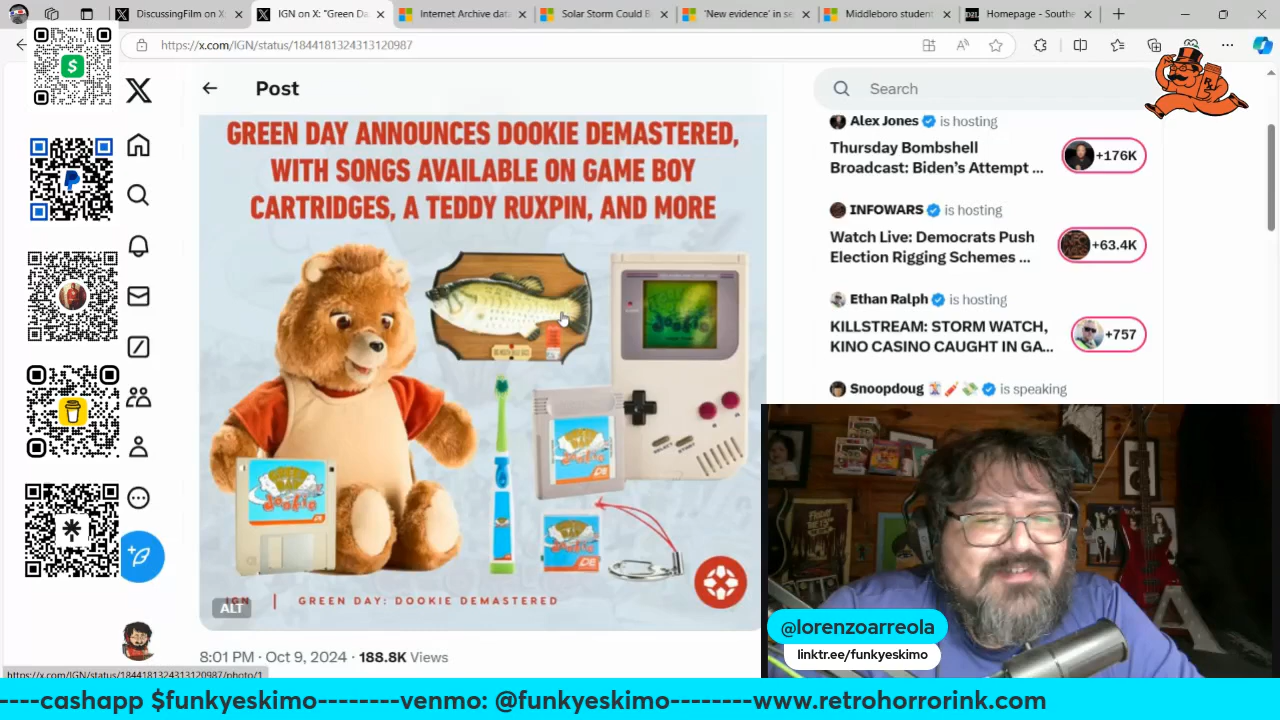 DiscussingFilm on X:
IGN on X: "Green Da
Internet Archive dat
Solar Storm Could B
'New evidence' in se
Middleboro student
Homepage - Southe
https://x.com/IGN/status/1844181324313120987
Post
Search
GREEN DAY ANNOUNCES DOOKIE DEMASTERED,
WITH SONGS AVAILABLE ON GAME BOY
CARTRIDGES, A TEDDY RUXPIN, AND MORE
dookie
IGN | GREEN DAY: DOOKIE DEMASTERED
ALT
8:01 PM · Oct 9, 2024 · 188.8K Views
https://x.com/IGN/status/1844181324313120987/photo/1
Alex Jones is hosting
Thursday Bombshell
Broadcast: Biden's Attempt ...
+176K
INFOWARS is hosting
Watch Live: Democrats Push
Election Rigging Schemes ...
+63.4K
Ethan Ralph is hosting
KILLSTREAM: STORM WATCH,
KINO CASINO CAUGHT IN GA...
+757
Snoopdoug is speaking
@lorenzoarreola
linktr.ee/funkyeskimo
----cashapp $funkyeskimo--------venmo: @funkyeskimo--------www.retrohorrorink.com